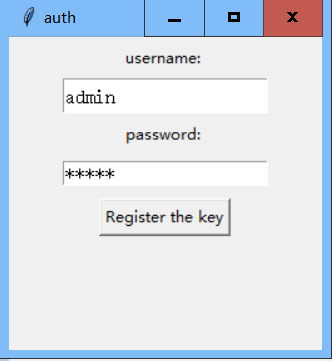 auth
username:
admin
password:
*****
Register the key